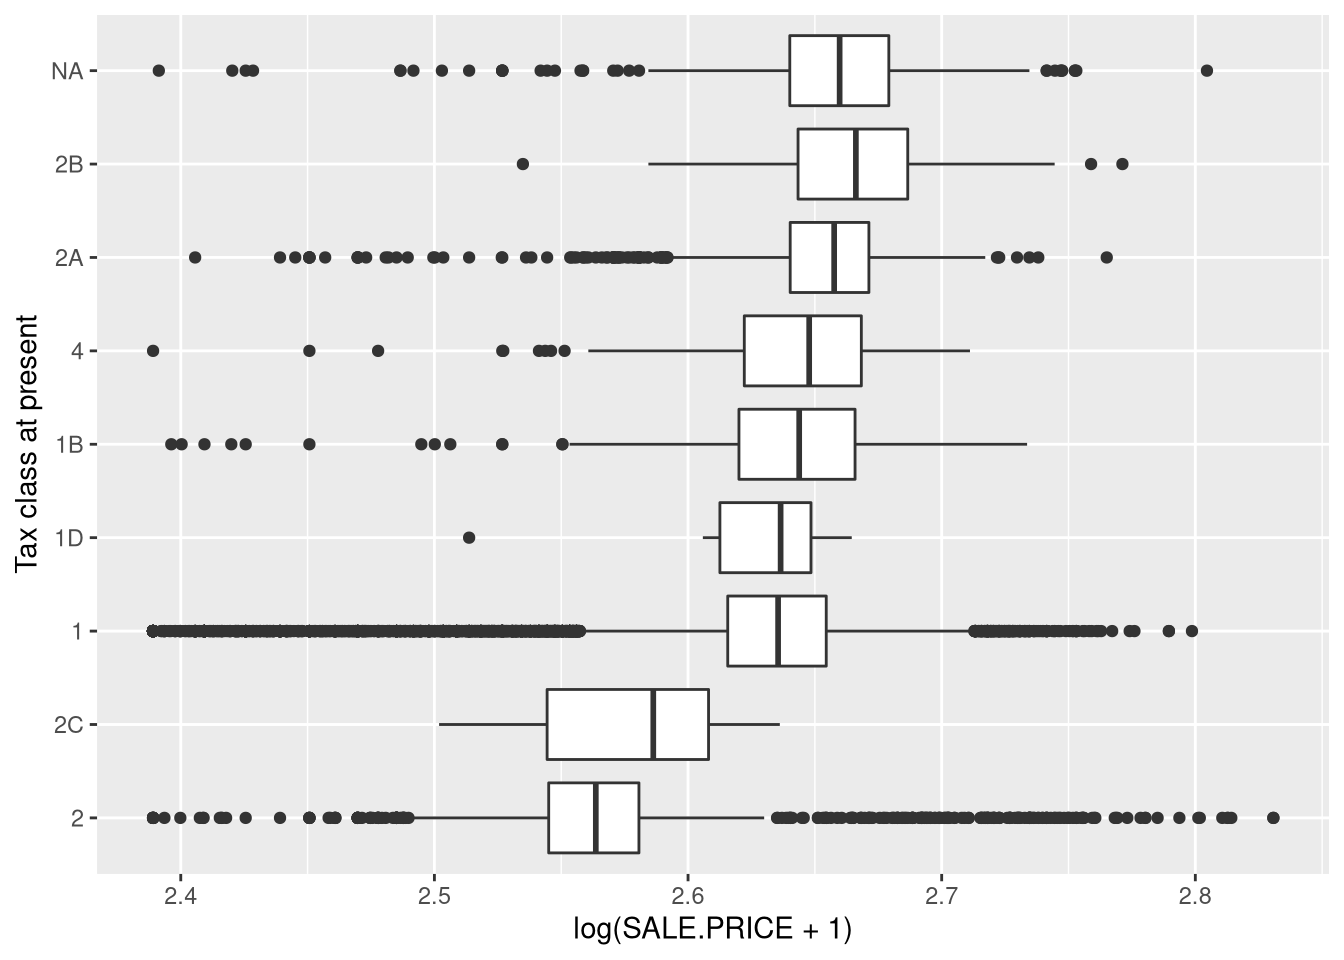 NA
2B
2A
4
1B
1D
1
2C
2
Tax class at present
2.4 2.5 2.6 2.7 2.8
log(SALE.PRICE + 1)